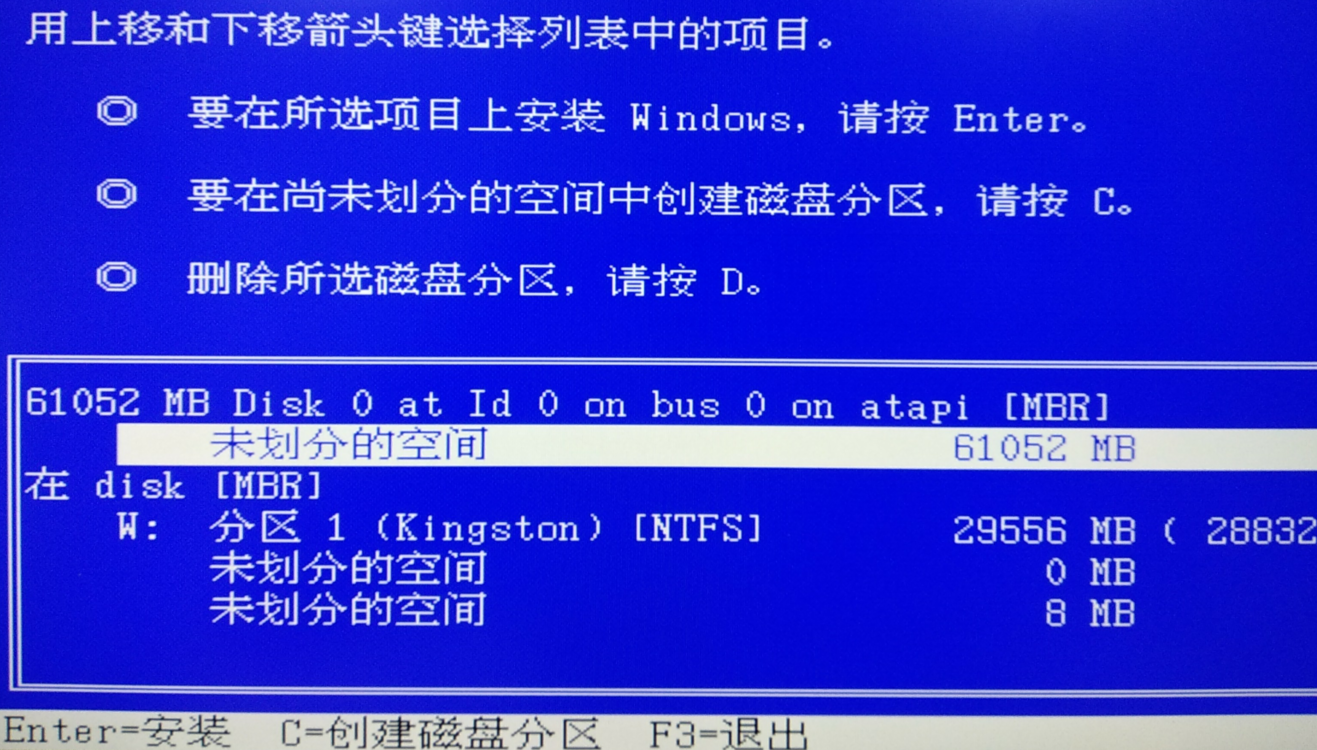 用上移和下移箭头键选择列表中的项目。
◎ 要在所选项目上安装 Windows，请按 Enter。
◎ 要在尚未划分的空间中创建磁盘分区，请按 C。
◎ 删除所选磁盘分区，请按 D。
61052 MB Disk 0 at Id 0 on bus 0 on atapi [MBR]
未划分的空间 61052 MB
在 disk [MBR]
W: 分区 1 (Kingston) [NTFS] 29556 MB ( 28832
未划分的空间 0 MB
未划分的空间 8 MB
Enter=安装 C=创建磁盘分区 F3=退出